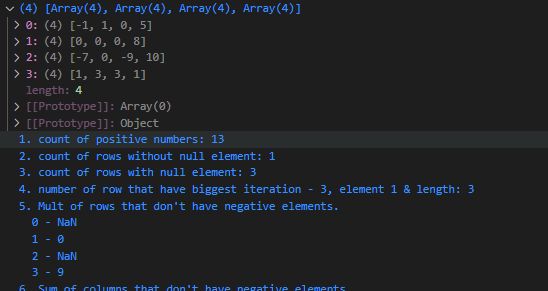 (4) [Array(4), Array(4), Array(4), Array(4)]
0: (4) [-1, 1, 0, 5]
1: (4) [0, 0, 0, 8]
2: (4) [-7, 0, -9, 10]
3: (4) [1, 3, 3, 1]
length: 4
[[Prototype]]: Array(0)
[[Prototype]]: Object
1. count of positive numbers: 13
2. count of rows without null element: 1
3. count of rows with null element: 3
4. number of row that have biggest iteration - 3, element 1 & length: 3
5. Mult of rows that don't have negative elements.
0 - NaN
1 - 0
2 - NaN
3 - 9
6. Sum of columns that don't have negative elements